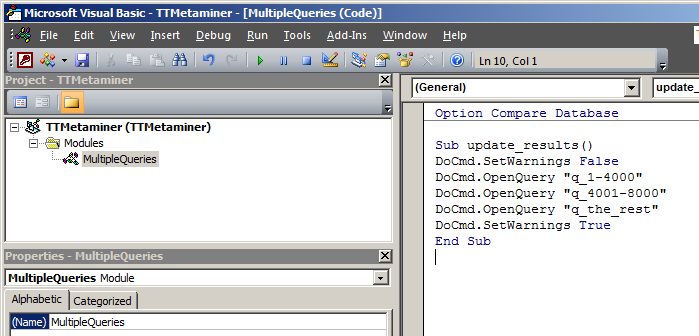 Microsoft Visual Basic - TTMetaminer - [MultipleQueries (Code)]
File Edit View Insert Debug Run Tools Add-Ins Window Help
Ln 10, Col 1
Project - TTMetaminer
TTMetaminer (TTMetaminer)
Modules
MultipleQueries
Properties - MultipleQueries
MultipleQueries Module
Alphabetic Categorized
(Name) MultipleQueries
(General) update_
Option Compare Database
Sub update_results()
DoCmd.SetWarnings False
DoCmd.OpenQuery "q_1-4000"
DoCmd.OpenQuery "q_4001-8000"
DoCmd.OpenQuery "q_the_rest"
DoCmd.SetWarnings True
End Sub